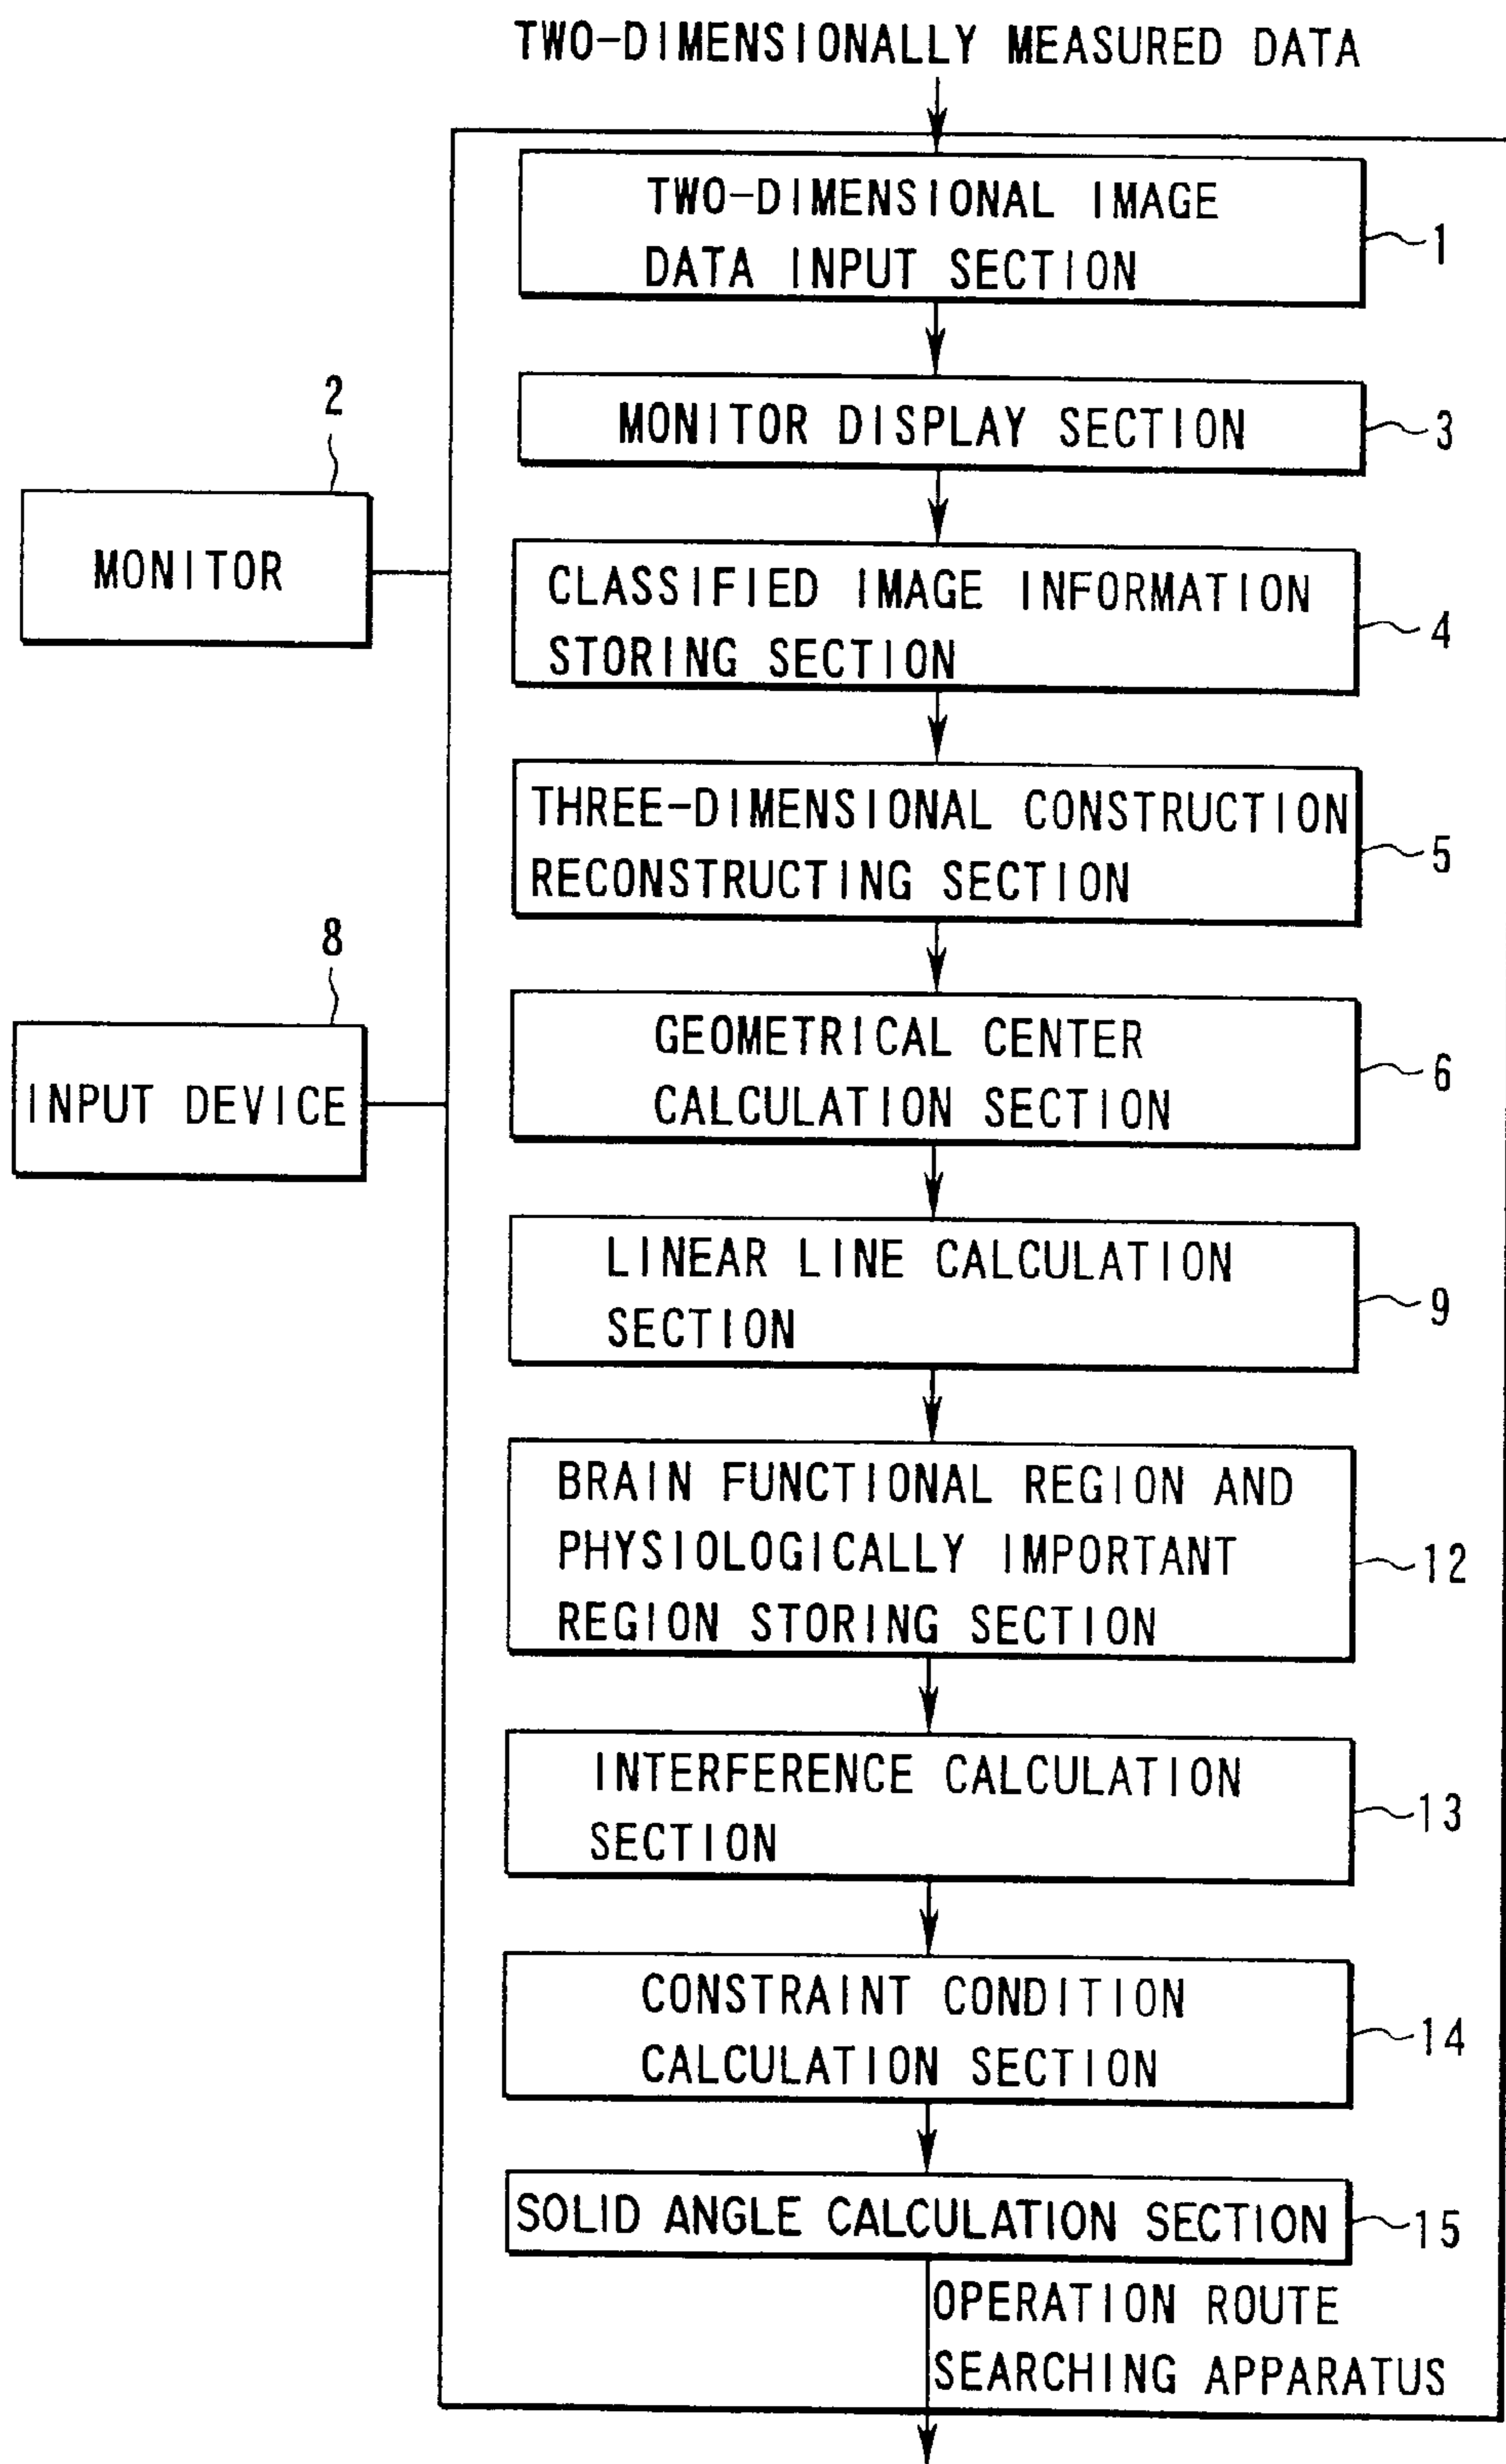 TWO-DIMENSIONALLY MEASURED DATA
TWO-DIMENSIONAL IMAGE
DATA INPUT SECTION
1
MONITOR DISPLAY SECTION
3
2
MONITOR
CLASSIFIED IMAGE INFORMATION
STORING SECTION
4
THREE-DIMENSIONAL CONSTRUCTION
RECONSTRUCTING SECTION
5
8
INPUT DEVICE
GEOMETRICAL CENTER
CALCULATION SECTION
6
LINEAR LINE CALCULATION
SECTION
9
BRAIN FUNCTIONAL REGION AND
PHYSIOLOGICALLY IMPORTANT
REGION STORING SECTION
12
INTERFERENCE CALCULATION
SECTION
13
CONSTRAINT CONDITION
CALCULATION SECTION
14
SOLID ANGLE CALCULATION SECTION
15
OPERATION ROUTE
SEARCHING APPARATUS